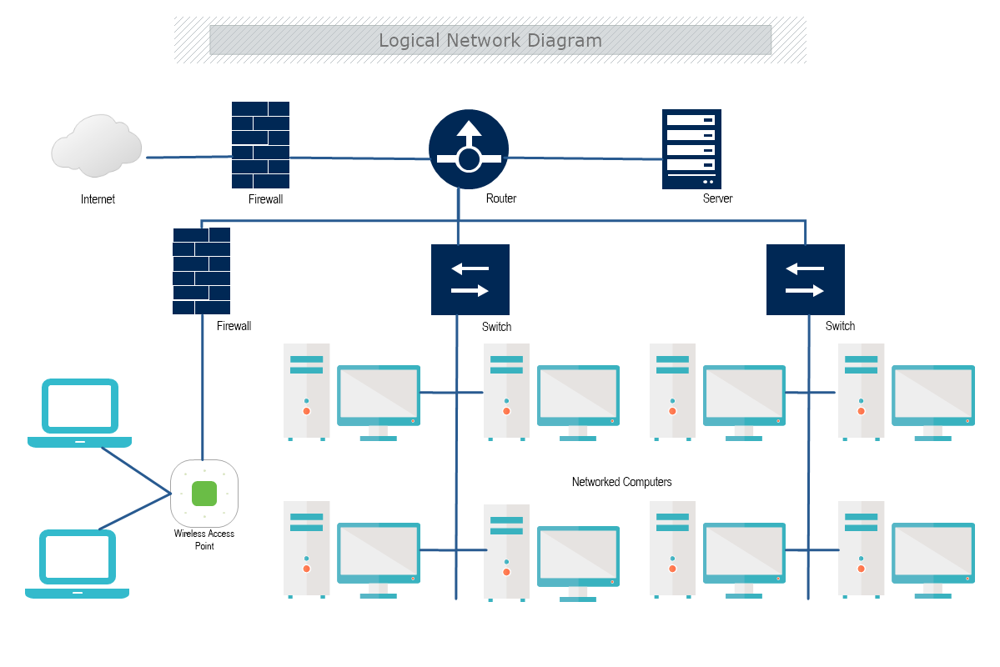 Logical Network Diagram
Internet
Firewall
Router
Server
Firewall
Switch
Switch
Networked Computers
Wireless Access
Point